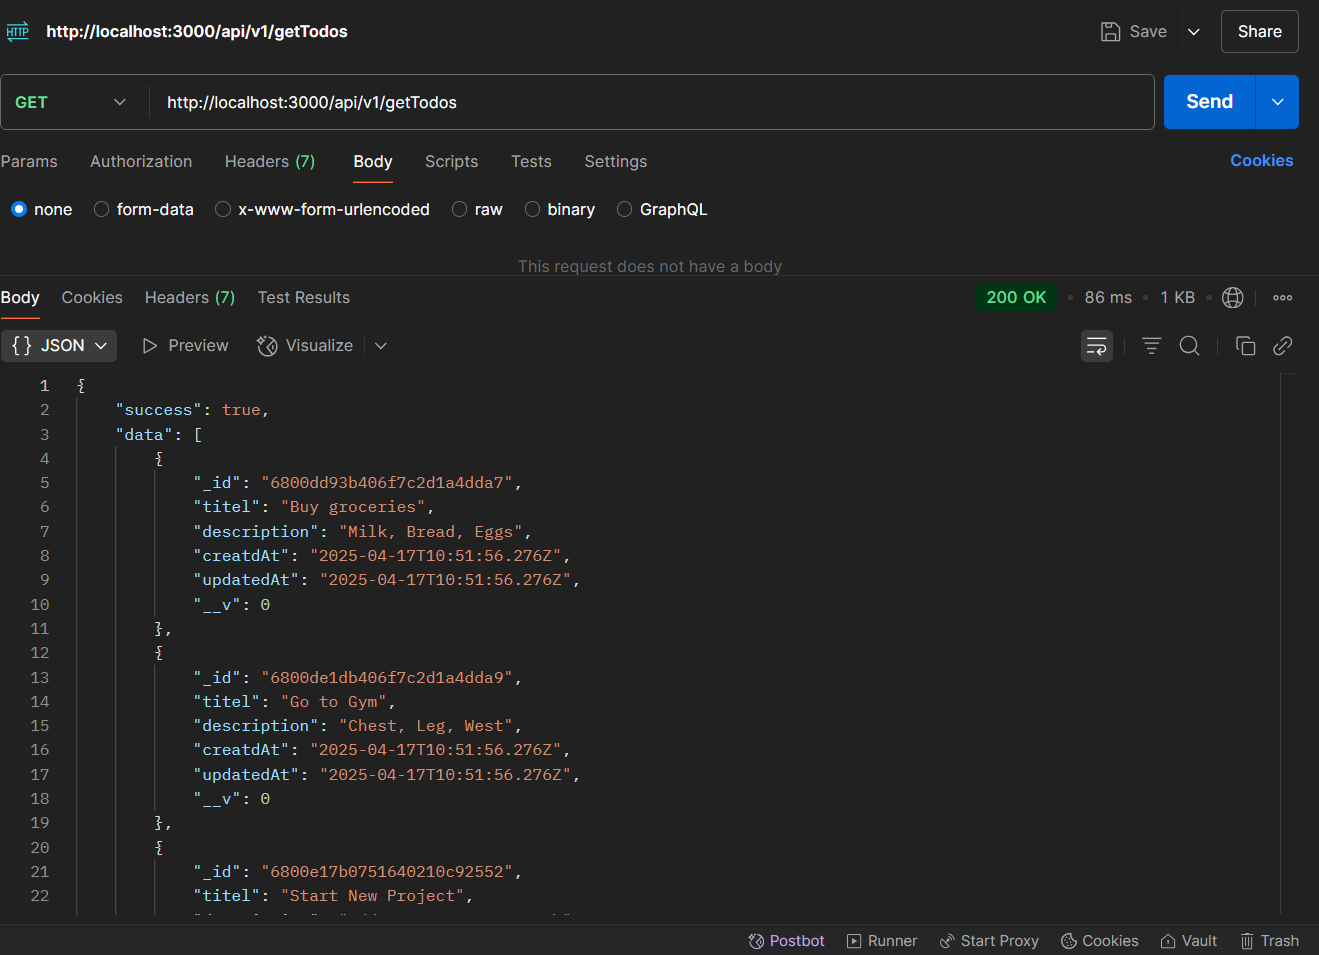 HTTP http://localhost:3000/api/v1/getTodos Save Share
GET http://localhost:3000/api/v1/getTodos Send
Params Authorization Headers (7) Body Scripts Tests Settings Cookies
none form-data x-www-form-urlencoded raw binary GraphQL
This request does not have a body
Body Cookies Headers (7) Test Results 200 OK • 86 ms • 1 KB •
{} JSON Preview Visualize
1 {
2 "success": true,
3 "data": [
4 {
5 "_id": "6800dd93b406f7c2d1a4dda7",
6 "titel": "Buy groceries",
7 "description": "Milk, Bread, Eggs",
8 "creatdAt": "2025-04-17T10:51:56.276Z",
9 "updatedAt": "2025-04-17T10:51:56.276Z",
10 "__v": 0
11 },
12 {
13 "_id": "6800de1db406f7c2d1a4dda9",
14 "titel": "Go to Gym",
15 "description": "Chest, Leg, West",
16 "creatdAt": "2025-04-17T10:51:56.276Z",
17 "updatedAt": "2025-04-17T10:51:56.276Z",
18 "__v": 0
19 },
20 {
21 "_id": "6800e17b0751640210c92552",
22 "titel": "Start New Project",
Postbot Runner Start Proxy Cookies Vault Trash